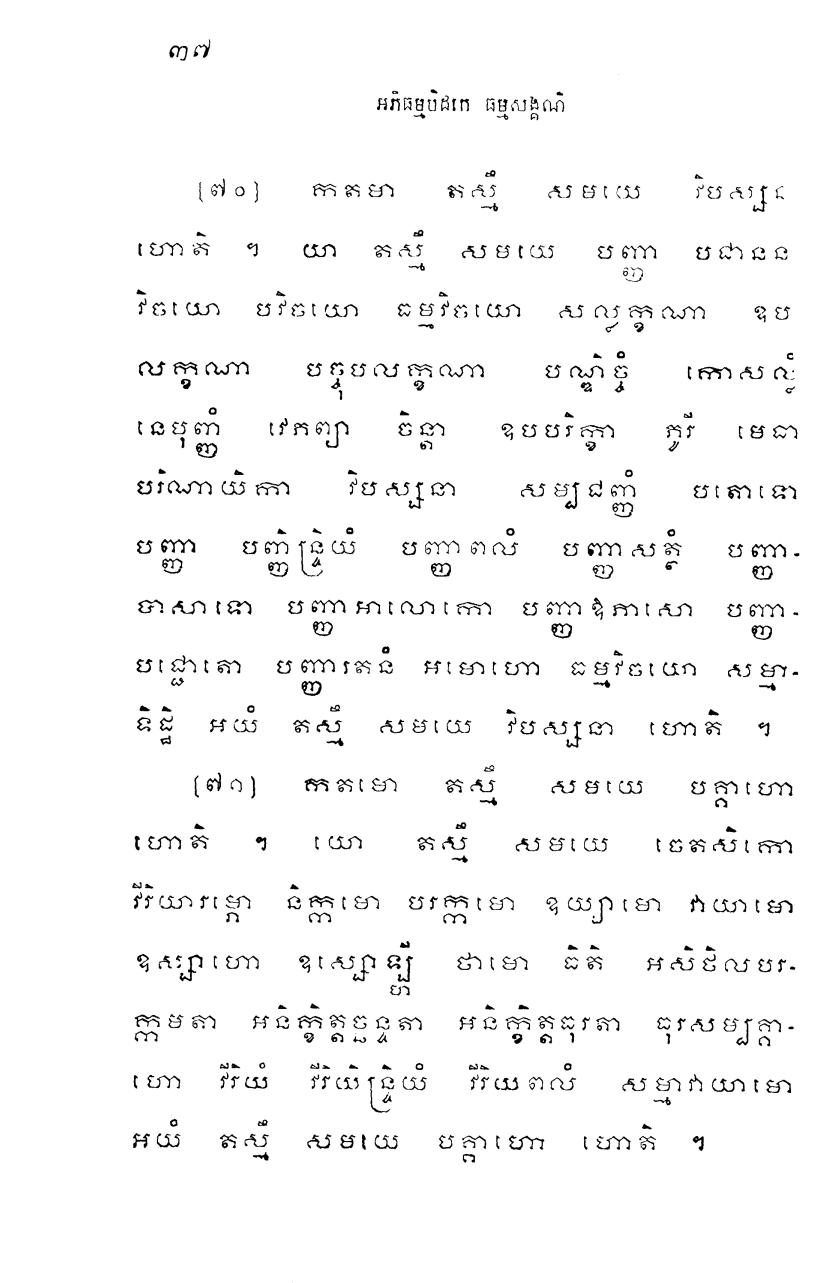 ៣៧
អភិធម្មបិដកេ ធម្មសង្គណិ
[៧០] កតមា តស្មឹ សមយេ វិបស្សន
ហោតិ ។ យា តស្មឹ សមយេ បញ្ញា បជានន
វិចយោ បវិចយោ ធម្មវិចយោ សល្លក្ខណា ឧប
លក្ខណា បច្ចុបលក្ខណា បណ្ឌិច្ចំ កោសល្លំ
នេបុញ្ញំ វេភព្យា ចិន្តា ឧបបរិក្ខា ភូរី មេធា
បរិណាយិកា វិបស្សនា សម្បជញ្ញំ បតោទោ
បញ្ញា បញ្ញិន្ទ្រិយំ បញ្ញាពលំ បញ្ញាសត្ថំ បញ្ញា-
បាសាទោ បញ្ញាអាលោកោ បញ្ញាឱភាសោ បញ្ញា-
បជ្ជោតោ បញ្ញារតនំ អមោហោ ធម្មវិចយោ សម្មា-
ទិដ្ឋិ អយំ តស្មឹ សមយេ វិបស្សនា ហោតិ ។
[៧១] កតមោ តស្មឹ សមយេ បគ្គាហោ
ហោតិ ។ យោ តស្មឹ សមយេ ចេតសិកោ
វីរិយារម្ភោ និក្កមោ បរក្កមោ ឧយ្យាមោ វាយាមោ
ឧស្សាហោ ឧស្សោឡ្ហី ថាមោ ធិតិ អសិថិលបរ-
ក្កមតា អនិក្ខិត្តច្ឆន្ទតា អនិក្ខិត្តធុរតា ធុរសម្បគ្គា-
ហោ វីរិយំ វីរិយិន្ទ្រិយំ វីរិយពលំ សម្មាវាយាមោ
អយំ តស្មឹ សមយេ បគ្គាហោ ហោតិ ។